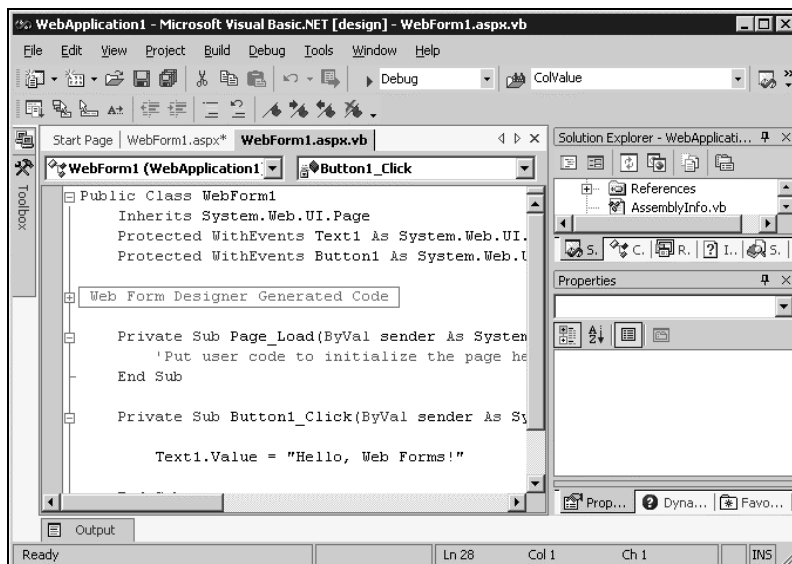 WebApplication1 - Microsoft Visual Basic.NET [design] - WebForm1.aspx.vb
File Edit View Project Build Debug Tools Window Help
Debug ColValue
Start Page WebForm1.aspx* WebForm1.aspx.vb
Solution Explorer - WebApplicati...
WebForm1 (WebApplication1 Button1_Click
Toolbox
Public Class WebForm1
Inherits System.Web.UI.Page
Protected WithEvents Text1 As System.Web.UI.
Protected WithEvents Button1 As System.Web.U
Web Form Designer Generated Code
Private Sub Page_Load(ByVal sender As System
'Put user code to initialize the page he
End Sub
Private Sub Button1_Click(ByVal sender As Sy
Text1.Value = "Hello, Web Forms!"
References
AssemblyInfo.vb
S. C. R. I.. S.
Properties
Prop... Dyna... Favo...
Output
Ready Ln 28 Col 1 Ch 1 INS